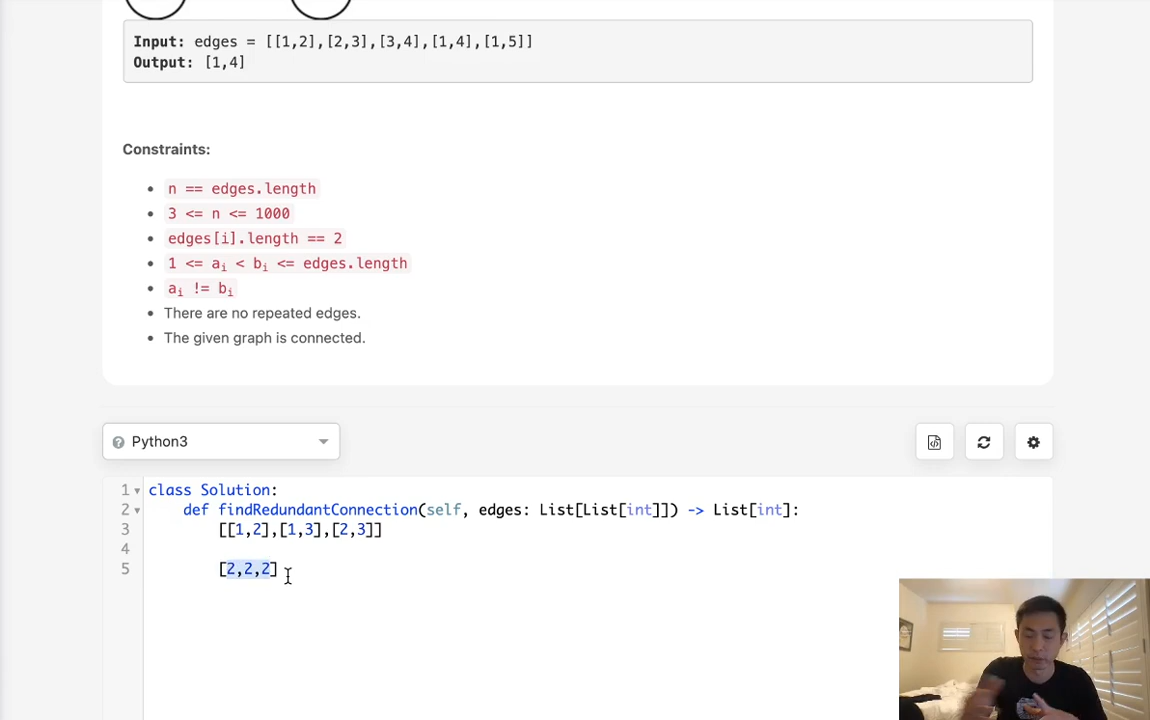 Input: edges = [[1,2],[2,3],[3,4],[1,4],[1,5]]
Output: [1,4]
Constraints:
n == edges.length
3 <= n <= 1000
edges[i].length == 2
1 <= ai < bi <= edges.length
ai != bi
There are no repeated edges.
The given graph is connected.
Python3
1 class Solution:
2 def findRedundantConnection(self, edges: List[List[int]]) -> List[int]:
3 [[1,2],[1,3],[2,3]]
4
5 [2,2,2]